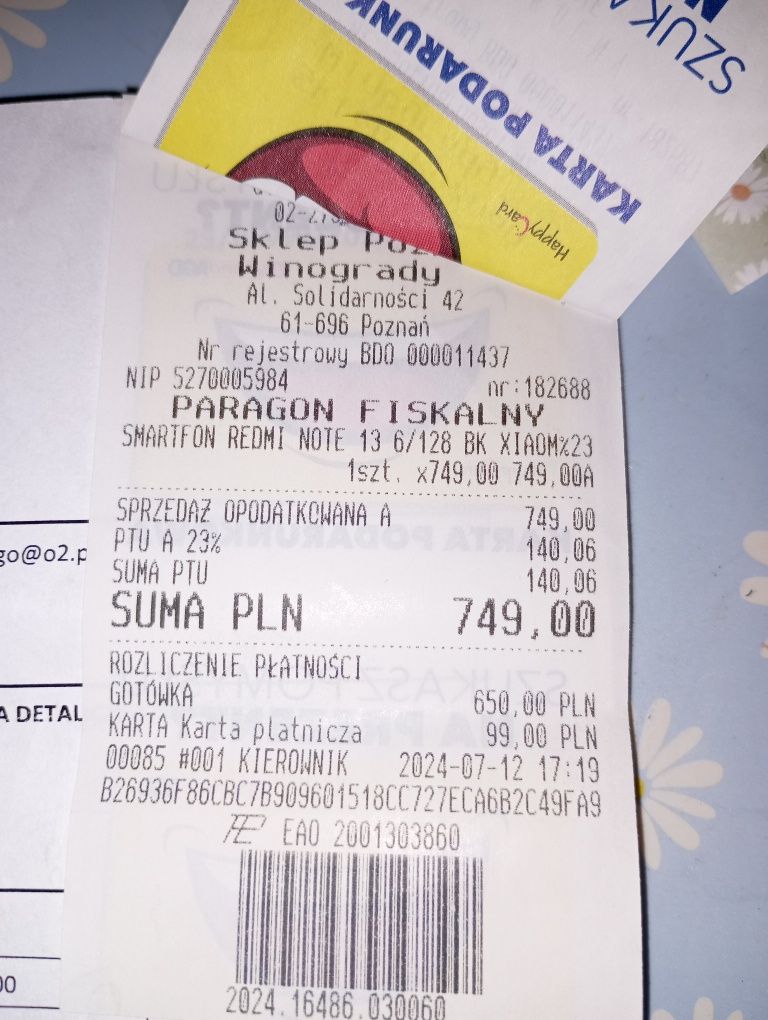 SZUKA
KARTA PODARUNK
HappyCard
Sklep
Winogrady
Al. Solidarności 42
61-696 Poznań
Nr rejestrowy BDO 000011437
NIP 5270005984 nr:182688
PARAGON FISKALNY
SMARTFON REDMI NOTE 13 6/128 BK XIAOM%23
1szt. x749,00 749,00A
SPRZEDAŻ OPODATKOWANA A 749,00
PTU A 23% 140,06
SUMA PTU 140,06
SUMA PLN 749,00
ROZLICZENIE PŁATNOŚCI
GOTÓWKA 650,00 PLN
KARTA Karta płatnicza 99,00 PLN
00085 #001 KIEROWNIK 2024-07-12 17:19
B26936F86CBC7B909601518CC727ECA6B2C49FA9
EAO 2001303860
2024.16486.030060
go@o2.p
A DETAL
00